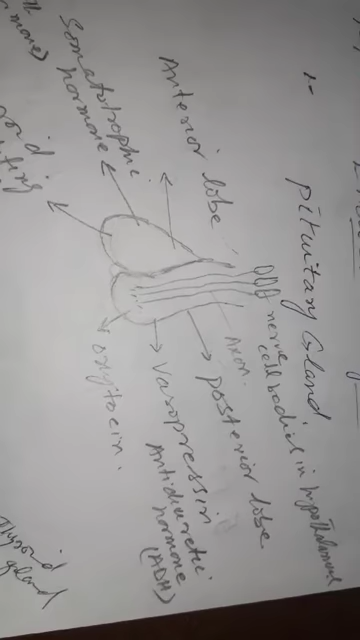 1-
Pituitary Gland
nerve
cell bodies in hypothalamus
Axon.
Anterior lobe
posterior lobe
Somatotrophic
hormone
Vasopressin
Antidiuretic
hormone
(ADH)
oxytocin.
Thyroid
gland